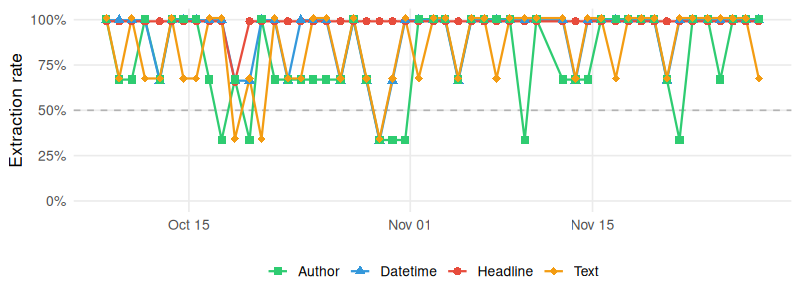 Extraction rate
100%
75%
50%
25%
0%
Oct 15
Nov 01
Nov 15
Author
Datetime
Headline
Text